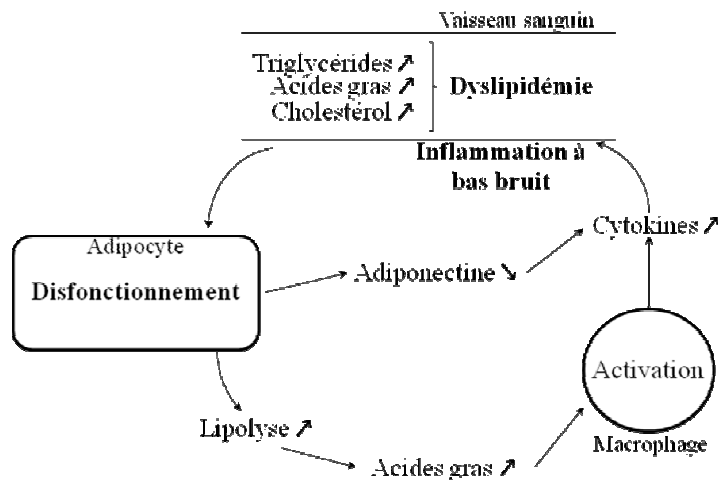 Vaisseau sanguin
Triglycérides ↗
Acides gras ↗
Cholestérol ↗
Dyslipidémie
Inflammation à
bas bruit
Cytokines ↗
Adipocyte
Disfonctionnement
Adiponectine ↘
Activation
Macrophage
Lipolyse ↗
Acides gras ↗